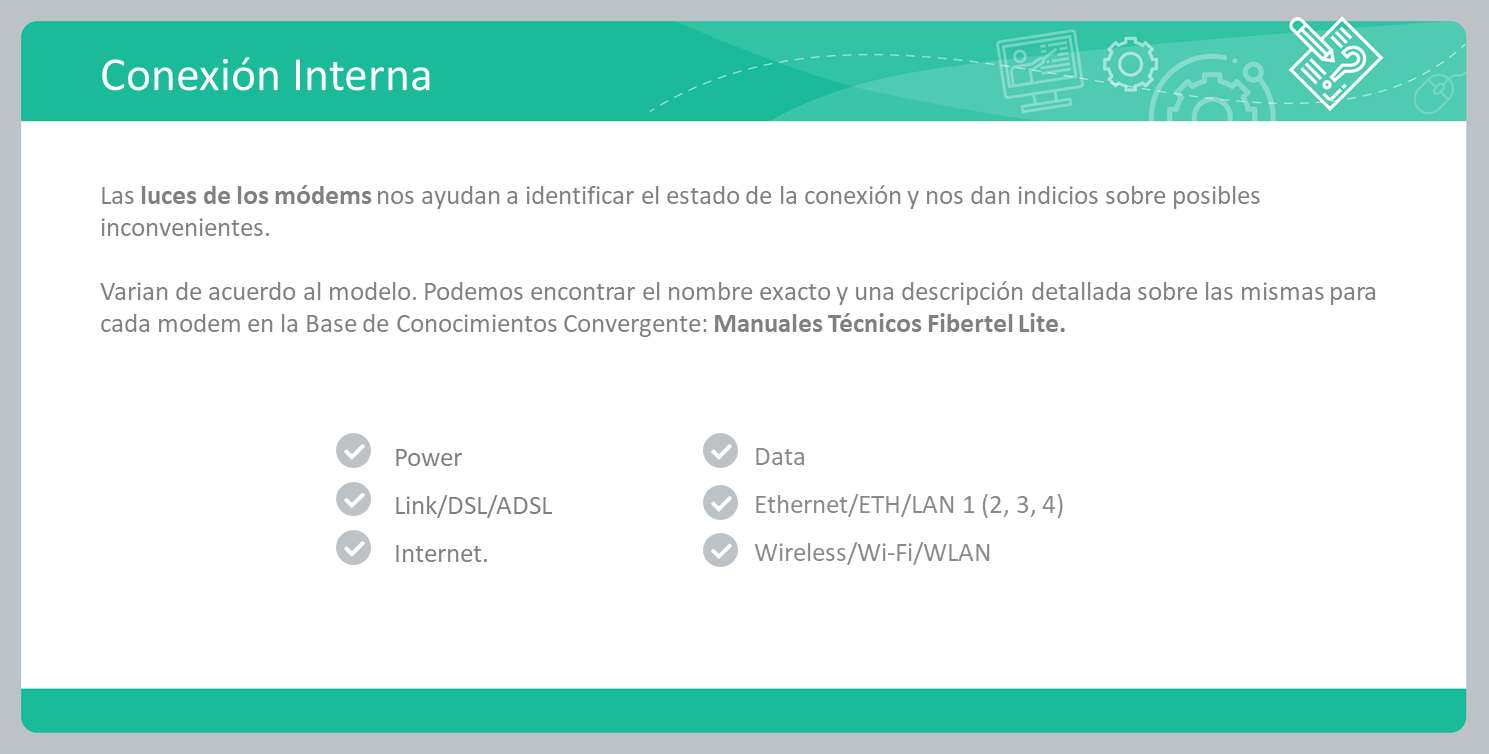 Conexión Interna
Las luces de los módems nos ayudan a identificar el estado de la conexión y nos dan indicios sobre posibles
inconvenientes.
Varian de acuerdo al modelo. Podemos encontrar el nombre exacto y una descripción detallada sobre las mismas para
cada modem en la Base de Conocimientos Convergente: Manuales Técnicos Fibertel Lite.
Power
Link/DSL/ADSL
Internet.
Data
Ethernet/ETH/LAN 1 (2, 3, 4)
Wireless/Wi-Fi/WLAN